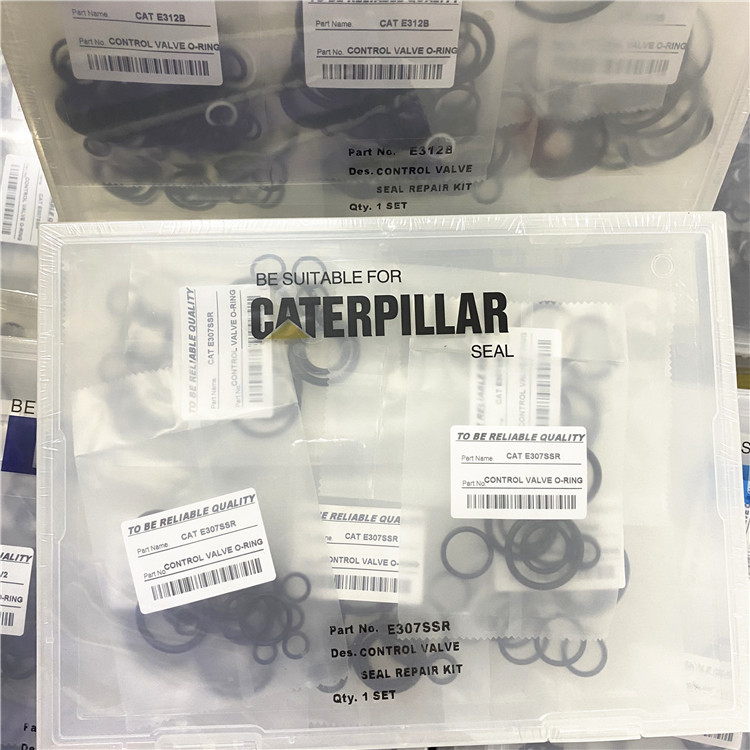 Part Name CAT E312B
Part No. CONTROL VALVE O-RING
Part Name CAT E312B
Part No. CONTROL VALVE O-RING
Part No. E312B
Des. CONTROL VALVE
SEAL REPAIR KIT
Qty. 1 SET
BE SUITABLE FOR
CATERPILLAR
SEAL
TO BE RELIABLE QUALITY
Part Name CAT E307SSR
Part No. CONTROL VALVE O-RING
TO BE RELIABLE QUALITY
Part Name CAT E307SSR
Part No CONTROL VALVE O-RING
TO BE RELIABLE QUALITY
Part Name CAT E307SSR
Part No. CONTROL VALVE O-RING
RELIABLE QUA
CAT E307SSR
CONTROL VALVE O-RING
Part No. E307SSR
Des. CONTROL VALVE
SEAL REPAIR KIT
Qty. 1 SET
BE